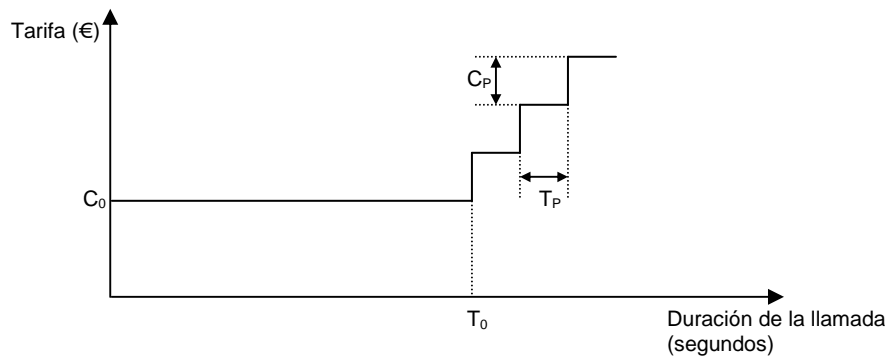 Tarifa (€)
C_P
C_0
T_P
T_0
Duración de la llamada
(segundos)